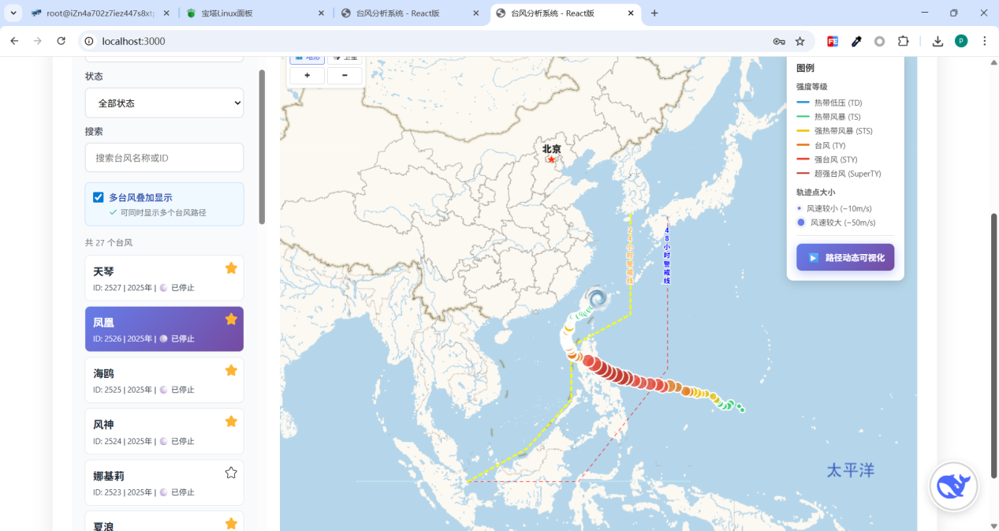 root@iZn4a702z7iez447s8xt
宝塔Linux面板
台风分析系统 - React版
台风分析系统 - React版
localhost:3000
P
状态
全部状态
搜索
搜索台风名称或ID
多台风叠加显示
✓ 可同时显示多个台风路径
共 27 个台风
天琴
ID: 2527 | 2025年 | 已停止
凤凰
ID: 2526 | 2025年 | 已停止
海鸥
ID: 2525 | 2025年 | 已停止
风神
ID: 2524 | 2025年 | 已停止
娜基莉
ID: 2523 | 2025年 | 已停止
夏浪
地形
卫星
+
-
北京
24小时警戒线
48小时警戒线
太平洋
图例
强度等级
热带低压 (TD)
热带风暴 (TS)
强热带风暴 (STS)
台风 (TY)
强台风 (STY)
超强台风 (SuperTY)
轨迹点大小
风速较小 (~10m/s)
风速较大 (~50m/s)
路径动态可视化